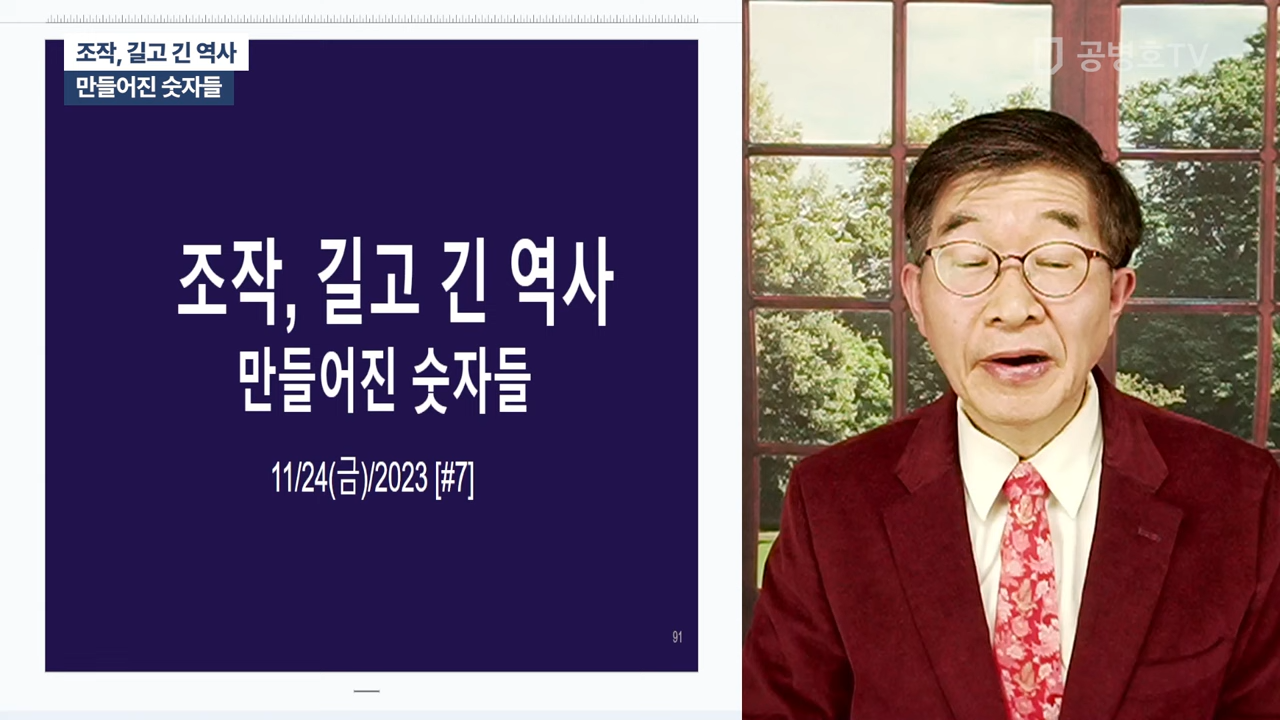 조작, 길고 긴 역사
만들어진 숫자들
공병호TV
조작, 길고 긴 역사
만들어진 숫자들
11/24(금)/2023 [#7]
91